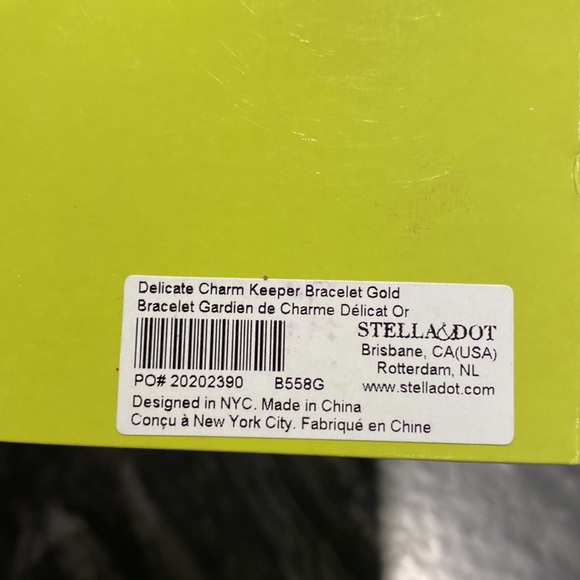 Delicate Charm Keeper Bracelet Gold
Bracelet Gardien de Charme Délicat Or
STELLA&DOT
Brisbane, CA(USA)
Rotterdam, NL
PO# 20202390 B558G
www.stelladot.com
Designed in NYC. Made in China
Conçu à New York City. Fabriqué en Chine